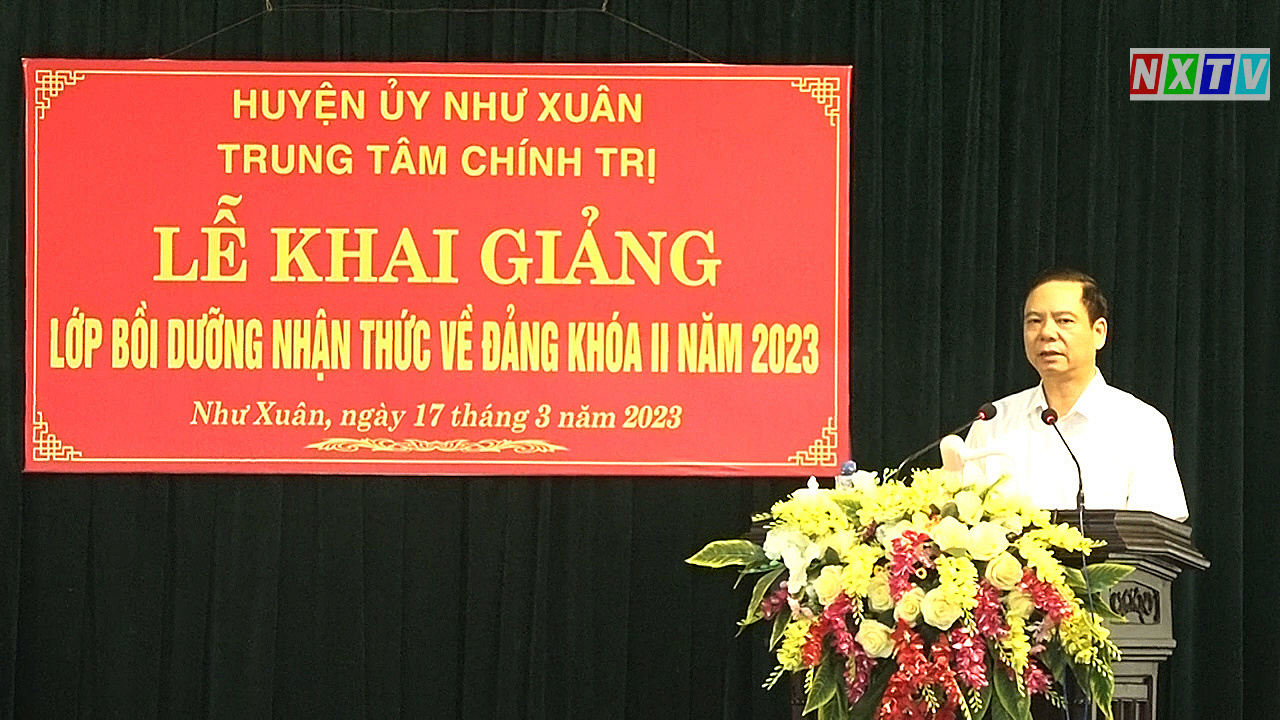 NXTV
HUYỆN ỦY NHƯ XUÂN
TRUNG TÂM CHÍNH TRỊ
LỄ KHAI GIẢNG
LỚP BỒI DƯỠNG NHẬN THỨC VỀ ĐẢNG KHÓA II NĂM 2023
Như Xuân, ngày 17 tháng 3 năm 2023